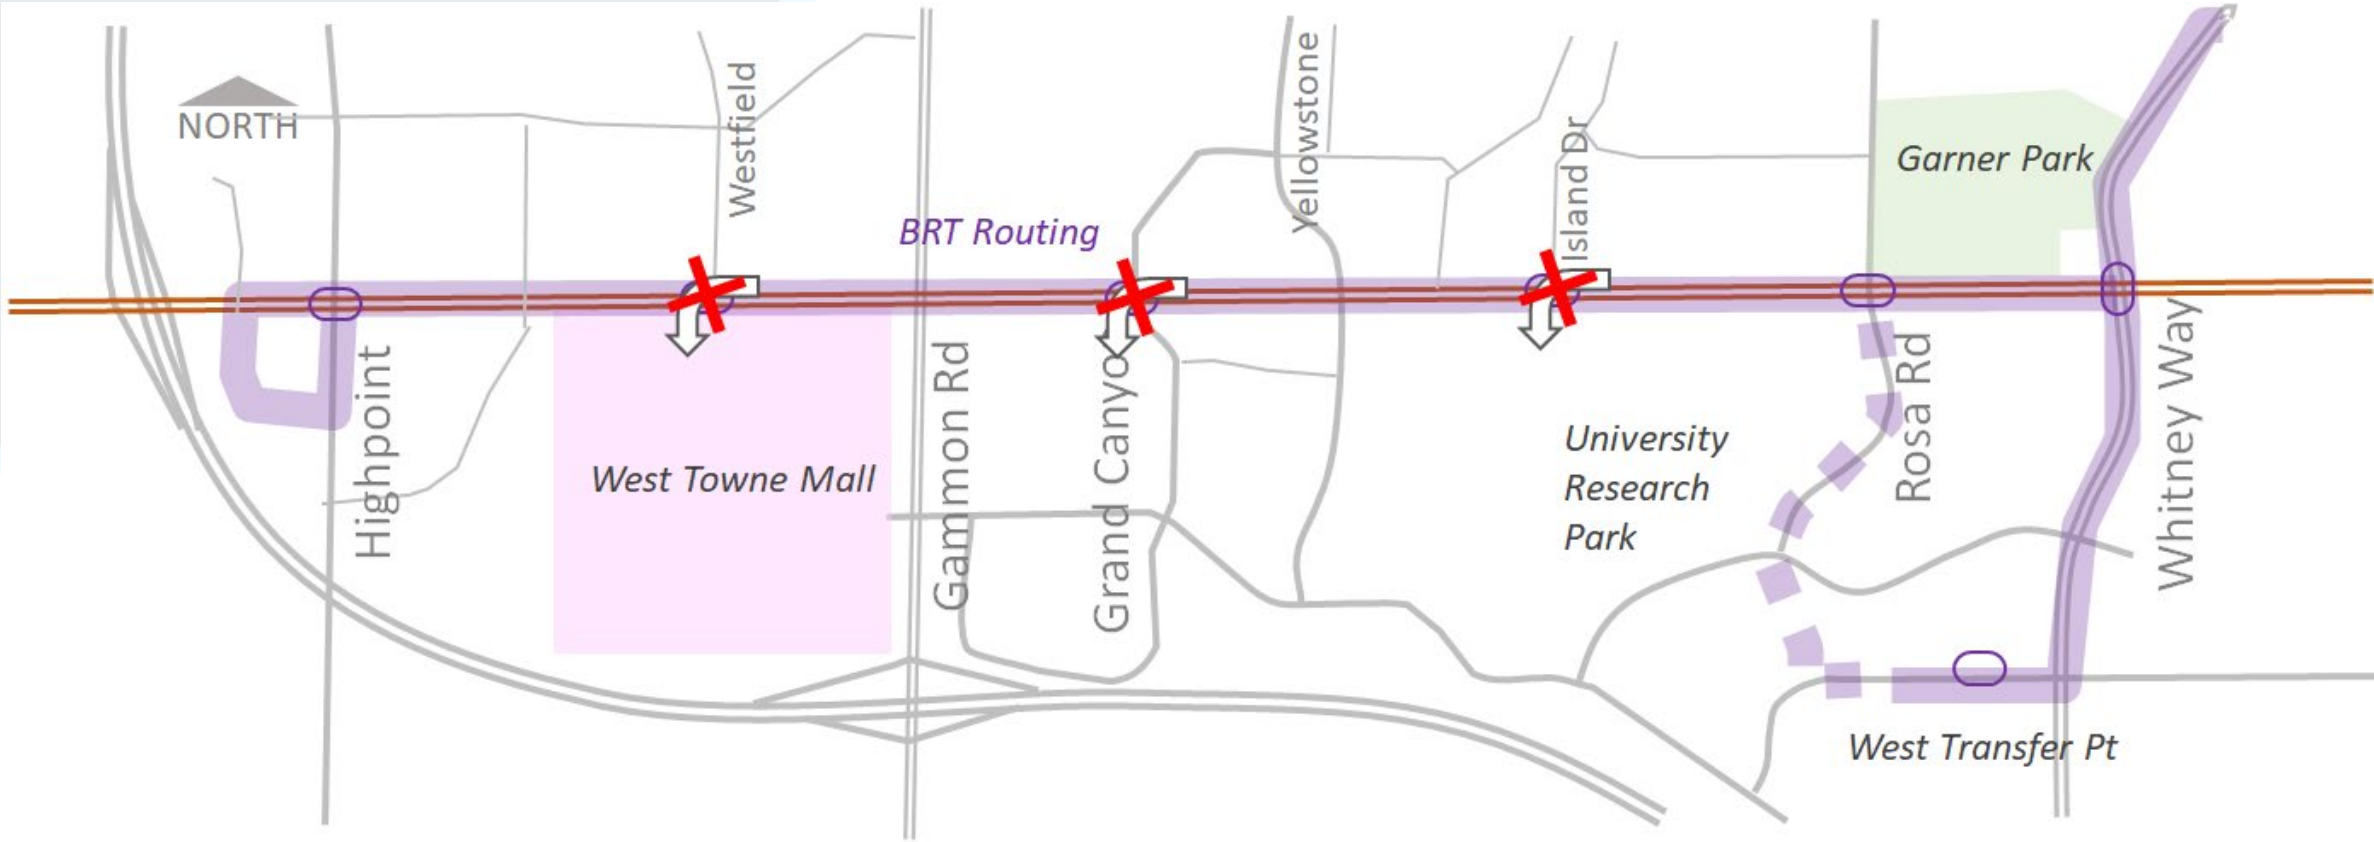 NORTH
Westfield
Yellowstone
Island Dr
Garner Park
BRT Routing
Highpoint
West Towne Mall
Gammon Rd
Grand Canyo
University
Research
Park
Rosa Rd
Whitney Way
West Transfer Pt